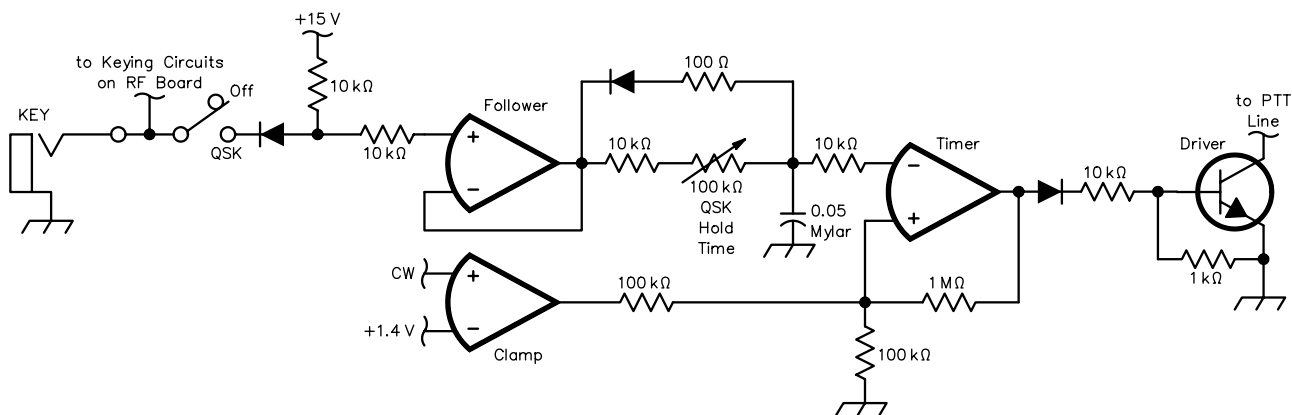 +15 V
to Keying Circuits
on RF Board
Off
10 kΩ
KEY
QSK
10 kΩ
Follower
+
−
100 Ω
10 kΩ
100 kΩ
QSK
Hold
Time
0.05
Mylar
10 kΩ
Timer
−
+
10 kΩ
Driver
to PTT
Line
1 kΩ
CW
+1.4 V
+
−
Clamp
100 kΩ
1 MΩ
100 kΩ